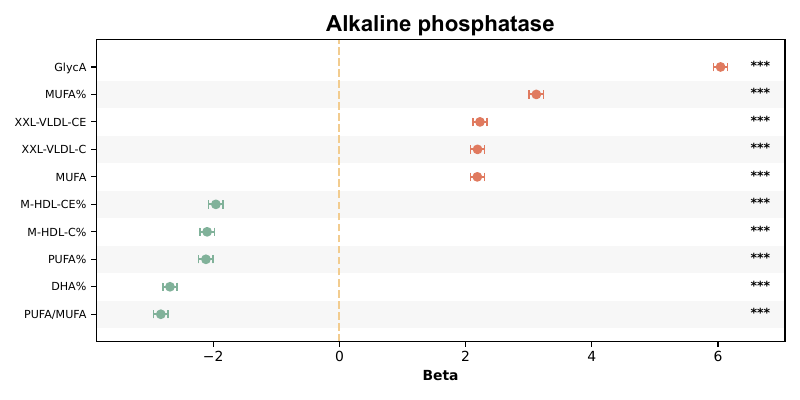 Alkaline phosphatase
GlycA ***
MUFA% ***
XXL-VLDL-CE ***
XXL-VLDL-C ***
MUFA ***
M-HDL-CE% ***
M-HDL-C% ***
PUFA% ***
DHA% ***
PUFA/MUFA ***
−2 0 2 4 6
Beta